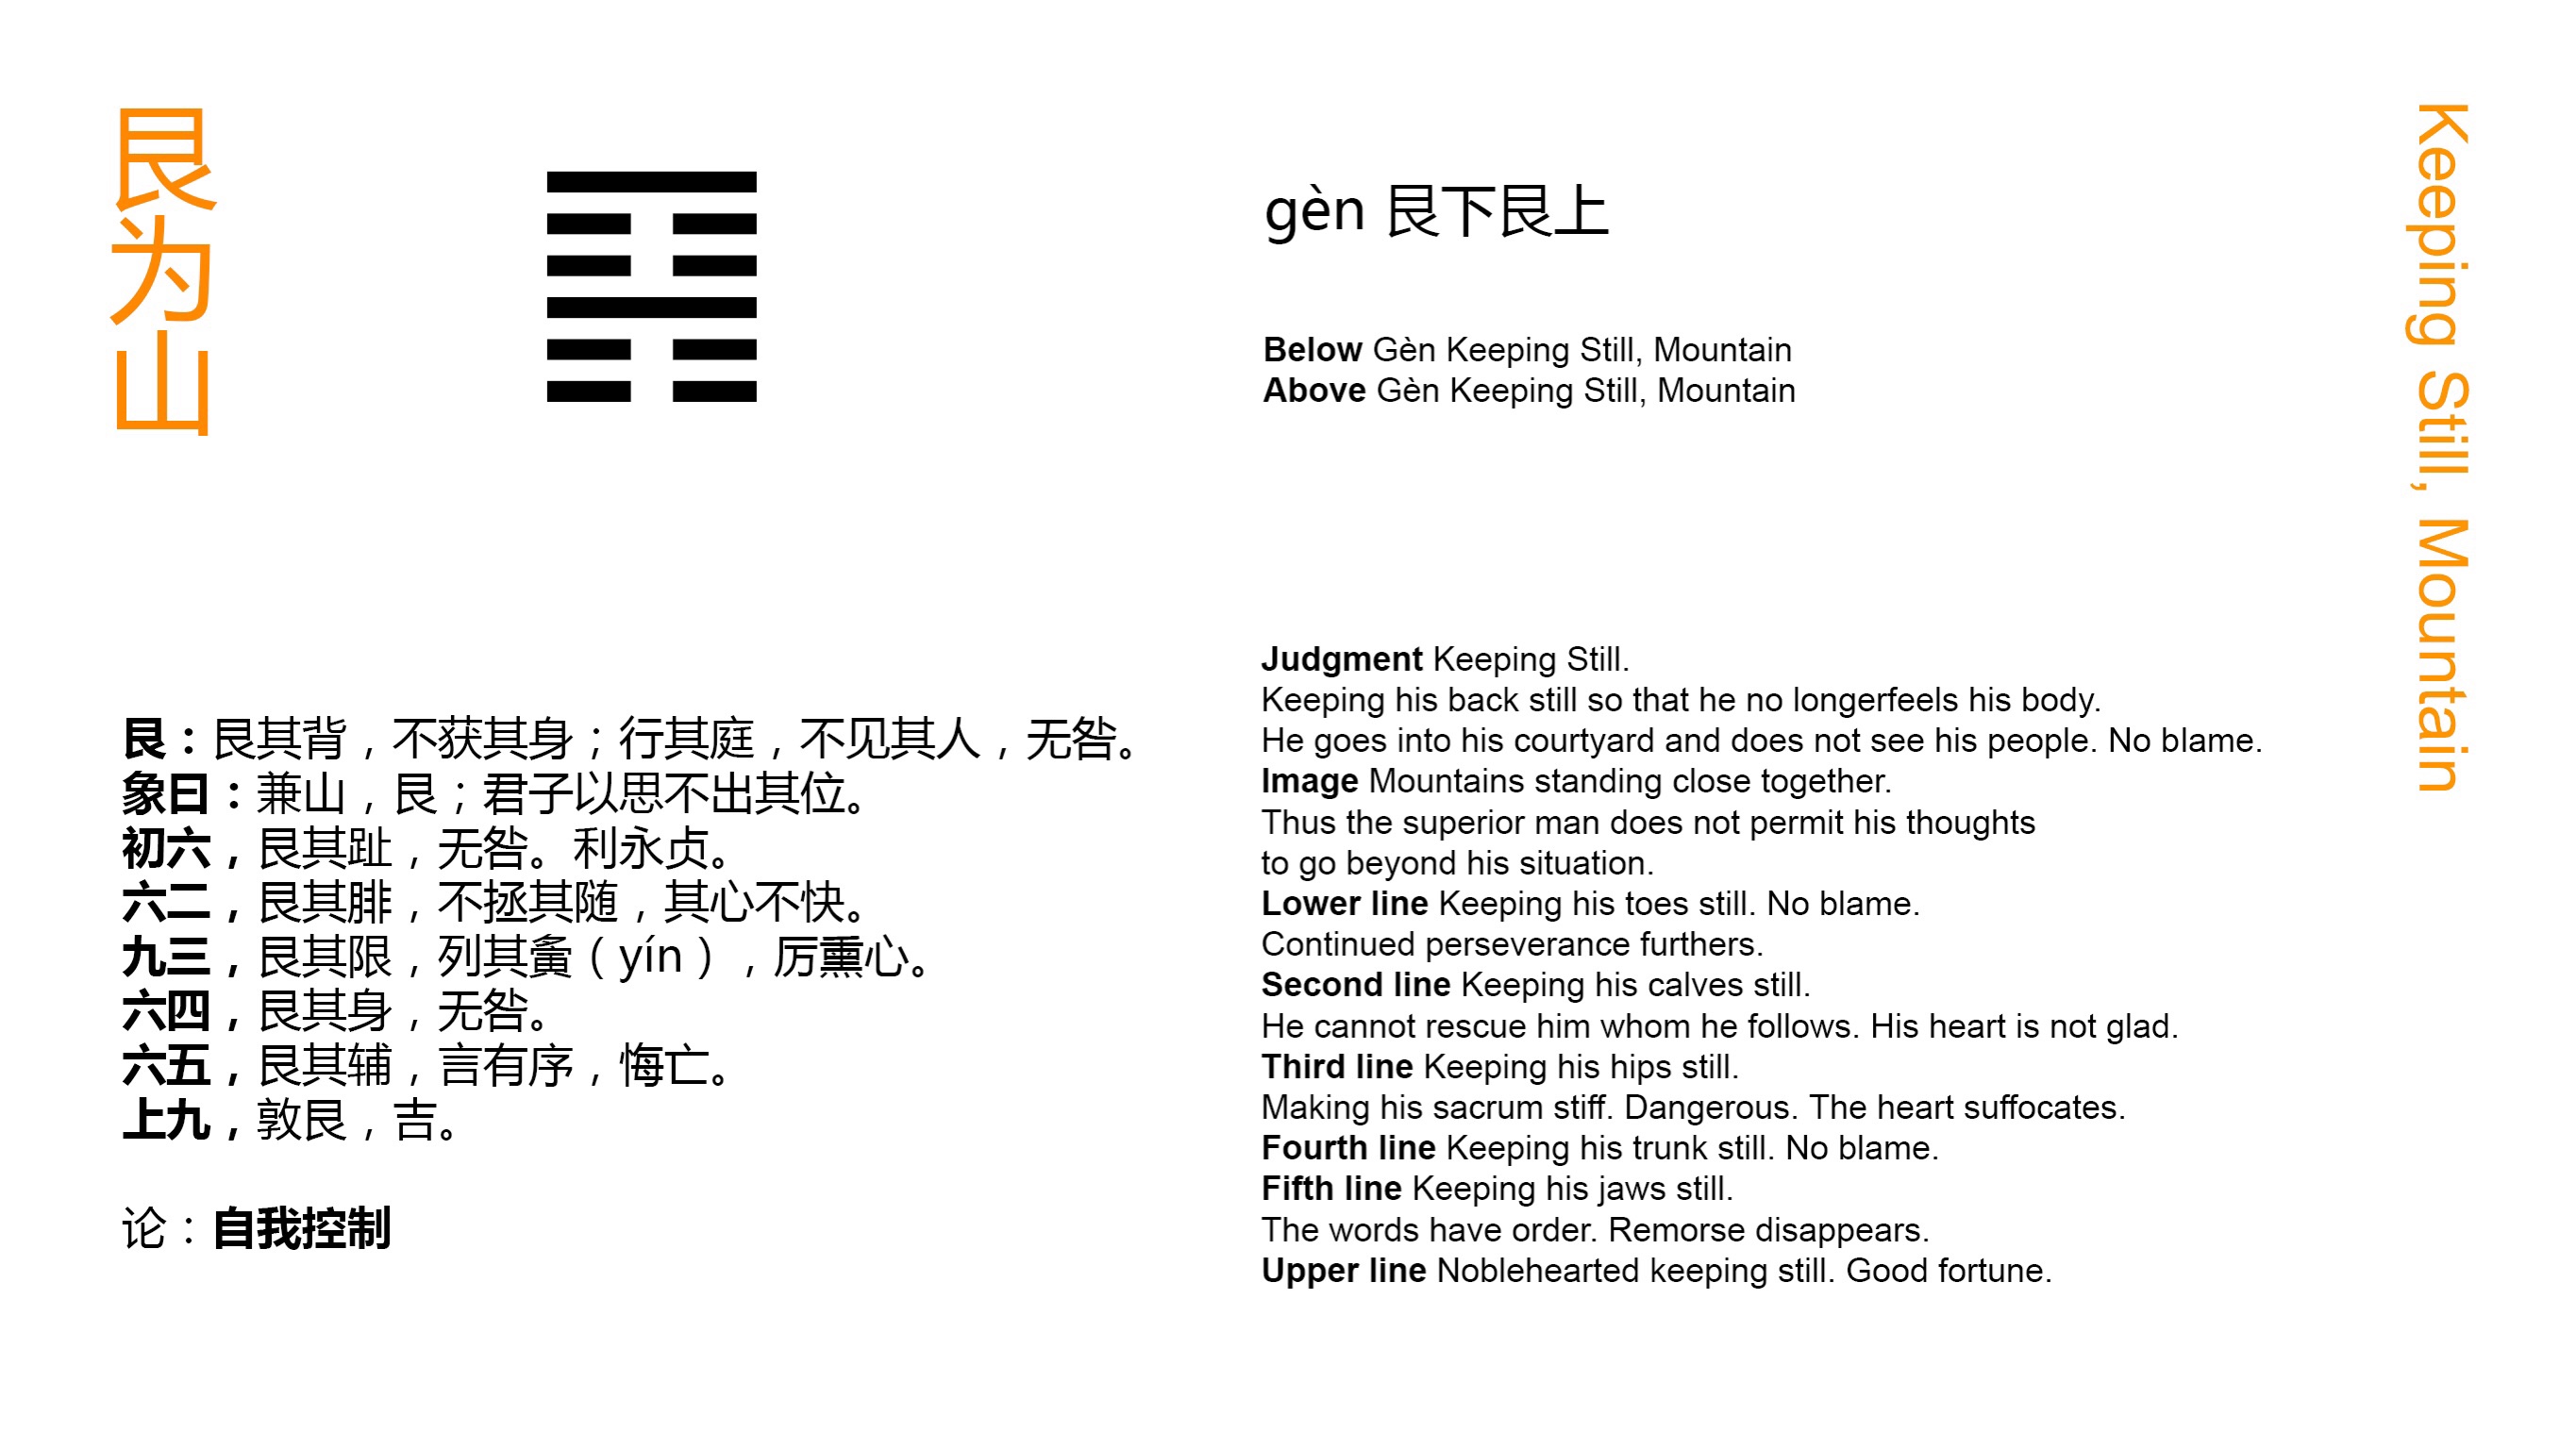 艮为山
gèn 艮下艮上
Below Gèn Keeping Still, Mountain
Above Gèn Keeping Still, Mountain
Keeping Still, Mountain
艮：艮其背，不获其身；行其庭，不见其人，无咎。
象曰：兼山，艮；君子以思不出其位。
初六，艮其趾，无咎。利永贞。
六二，艮其腓，不拯其随，其心不快。
九三，艮其限，列其夤（yín），厉熏心。
六四，艮其身，无咎。
六五，艮其辅，言有序，悔亡。
上九，敦艮，吉。
论：自我控制
Judgment Keeping Still.
Keeping his back still so that he no longerfeels his body.
He goes into his courtyard and does not see his people. No blame.
Image Mountains standing close together.
Thus the superior man does not permit his thoughts
to go beyond his situation.
Lower line Keeping his toes still. No blame.
Continued perseverance furthers.
Second line Keeping his calves still.
He cannot rescue him whom he follows. His heart is not glad.
Third line Keeping his hips still.
Making his sacrum stiff. Dangerous. The heart suffocates.
Fourth line Keeping his trunk still. No blame.
Fifth line Keeping his jaws still.
The words have order. Remorse disappears.
Upper line Noblehearted keeping still. Good fortune.